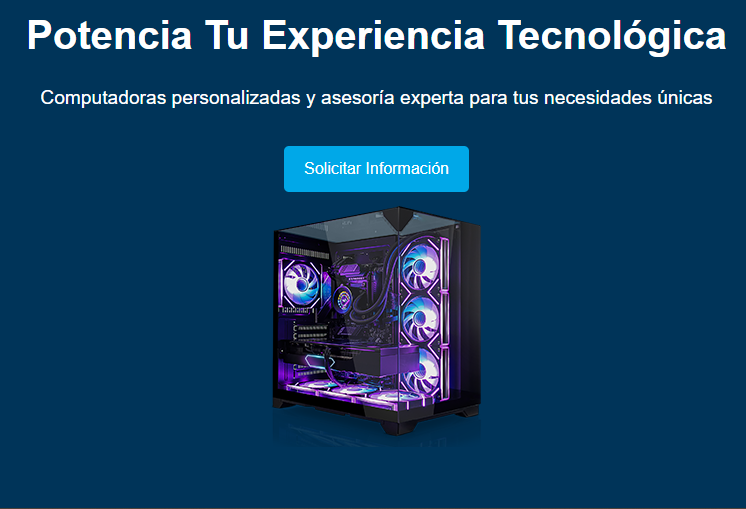 Potencia Tu Experiencia Tecnológica
Computadoras personalizadas y asesoría experta para tus necesidades únicas
Solicitar Información